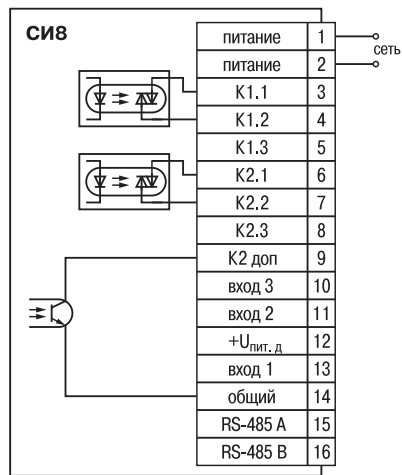 СИ8
питание 1
питание 2
сеть
K1.1 3
K1.2 4
K1.3 5
K2.1 6
K2.2 7
K2.3 8
K2 доп 9
вход 3 10
вход 2 11
+Uпит. д 12
вход 1 13
общий 14
RS-485 A 15
RS-485 B 16